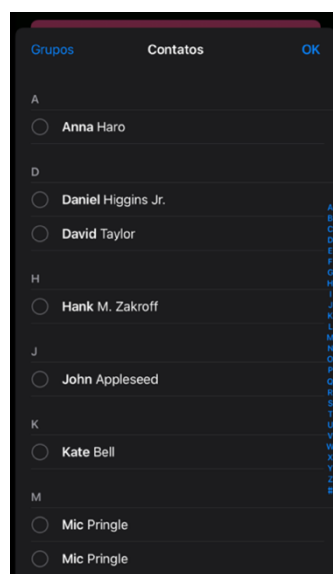 Grupos Contatos OK
A
Anna Haro
D
Daniel Higgins Jr.
David Taylor
H
Hank M. Zakroff
J
John Appleseed
K
Kate Bell
M
Mic Pringle
Mic Pringle
A
B
C
D
E
F
G
H
I
J
K
L
M
N
O
P
Q
R
S
T
U
V
W
X
Y
Z
#